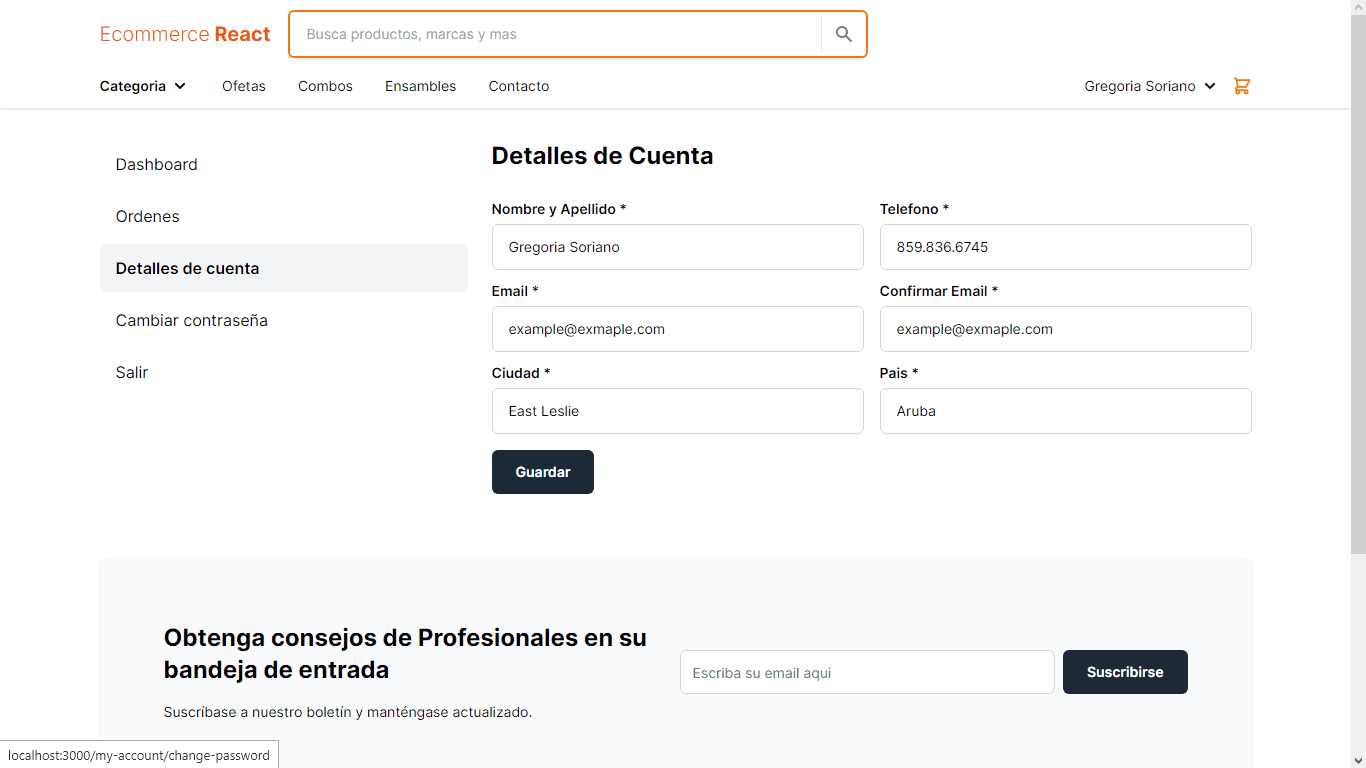 Ecommerce React
Busca productos, marcas y mas
Categoria
Ofetas
Combos
Ensambles
Contacto
Gregoria Soriano
Dashboard
Ordenes
Detalles de cuenta
Cambiar contraseña
Salir
Detalles de Cuenta
Nombre y Apellido *
Gregoria Soriano
Telefono *
859.836.6745
Email *
example@exmaple.com
Confirmar Email *
example@exmaple.com
Ciudad *
East Leslie
Pais *
Aruba
Guardar
Obtenga consejos de Profesionales en su
bandeja de entrada
Suscríbase a nuestro boletín y manténgase actualizado.
Escriba su email aqui
Suscribirse
localhost:3000/my-account/change-password